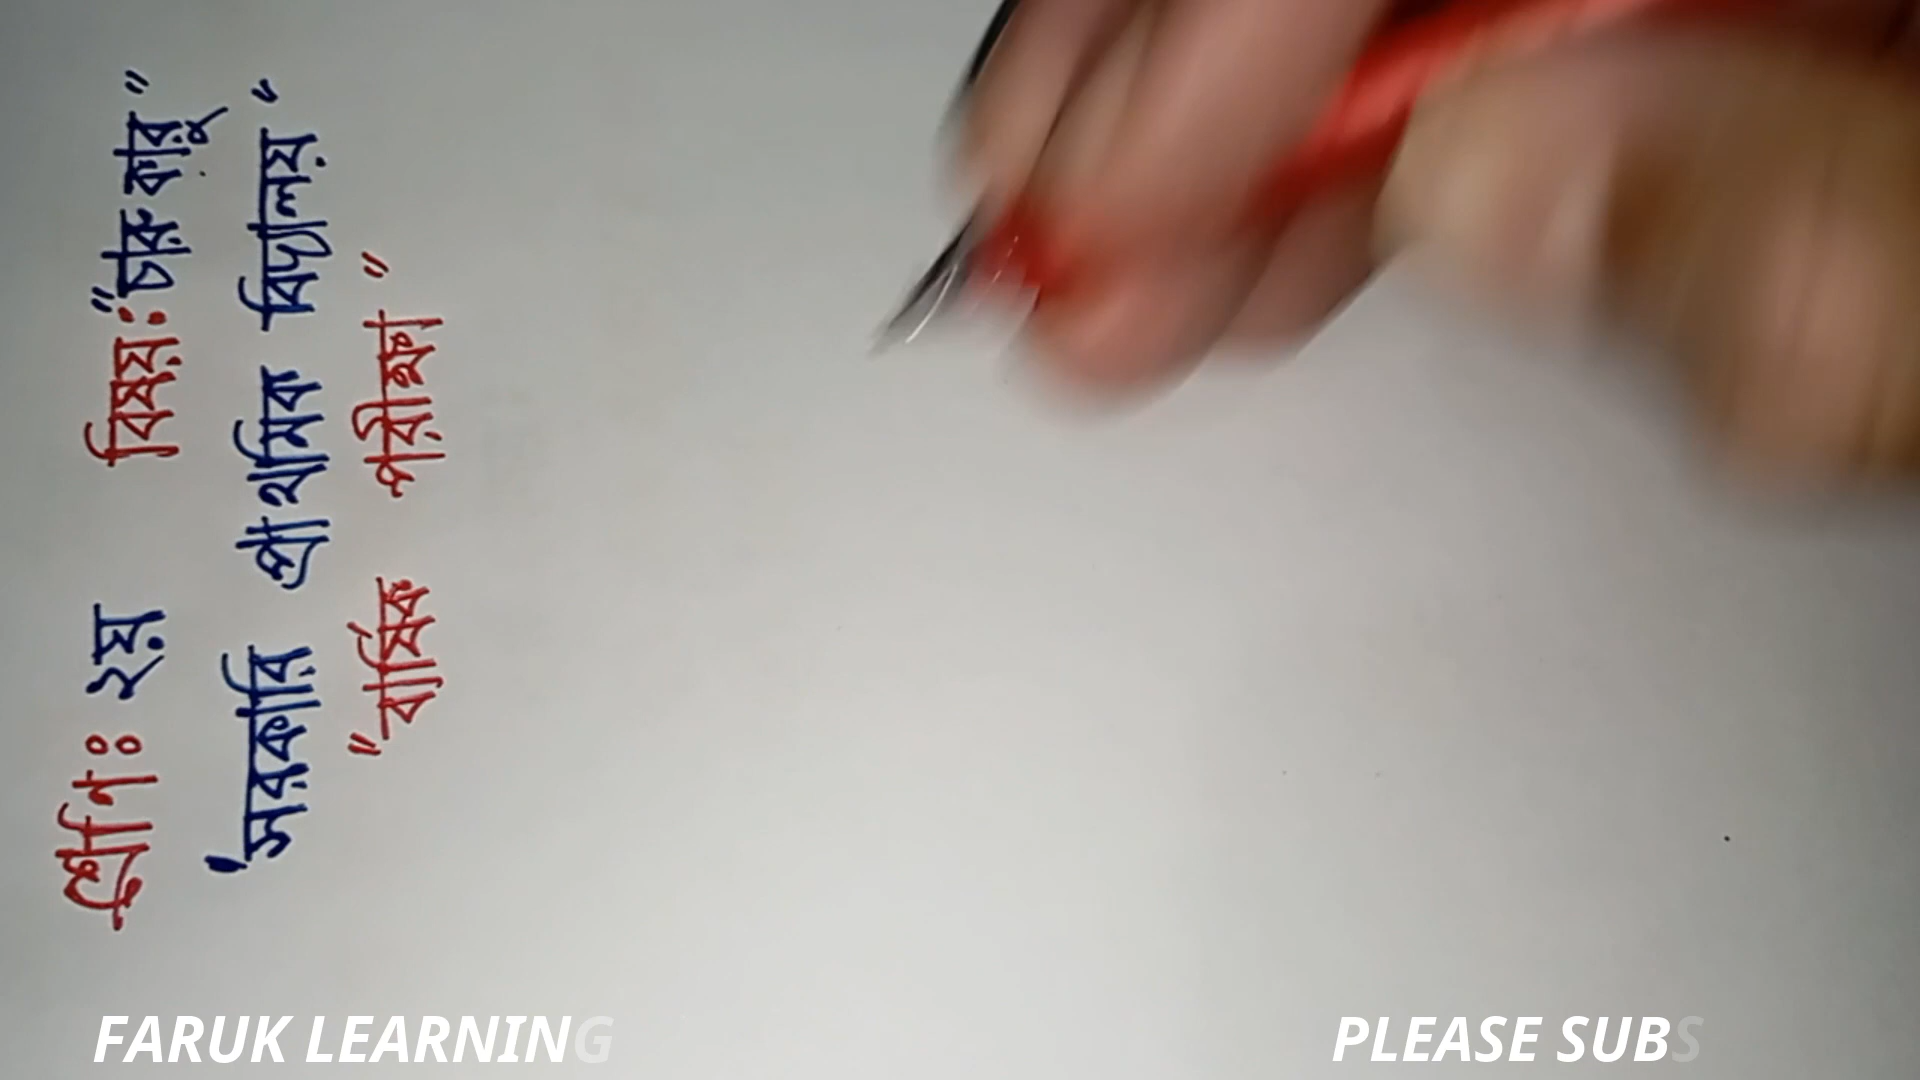 শ্রেণি: ২য় বিষয়: "চারু কারু"
'সরকারি প্রাথমিক বিদ্যালয়"
"বার্ষিক পরীক্ষা"
FARUK LEARNING
PLEASE SUBS